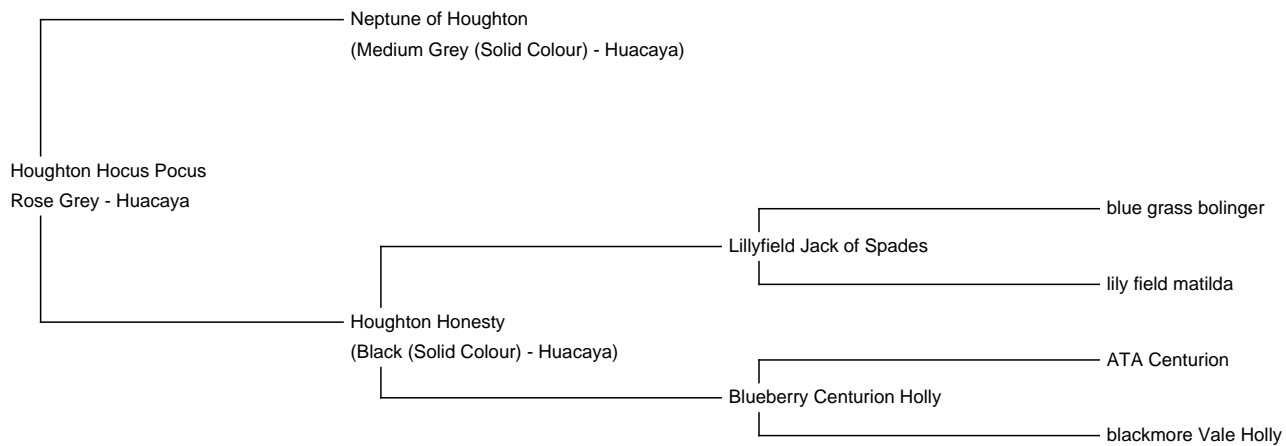 Neptune of Houghton
(Medium Grey (Solid Colour) - Huacaya)
Houghton Hocus Pocus
Rose Grey - Huacaya
blue grass bolinger
Lillyfield Jack of Spades
lily field matilda
Houghton Honesty
(Black (Solid Colour) - Huacaya)
ATA Centurion
Blueberry Centurion Holly
blackmore Vale Holly